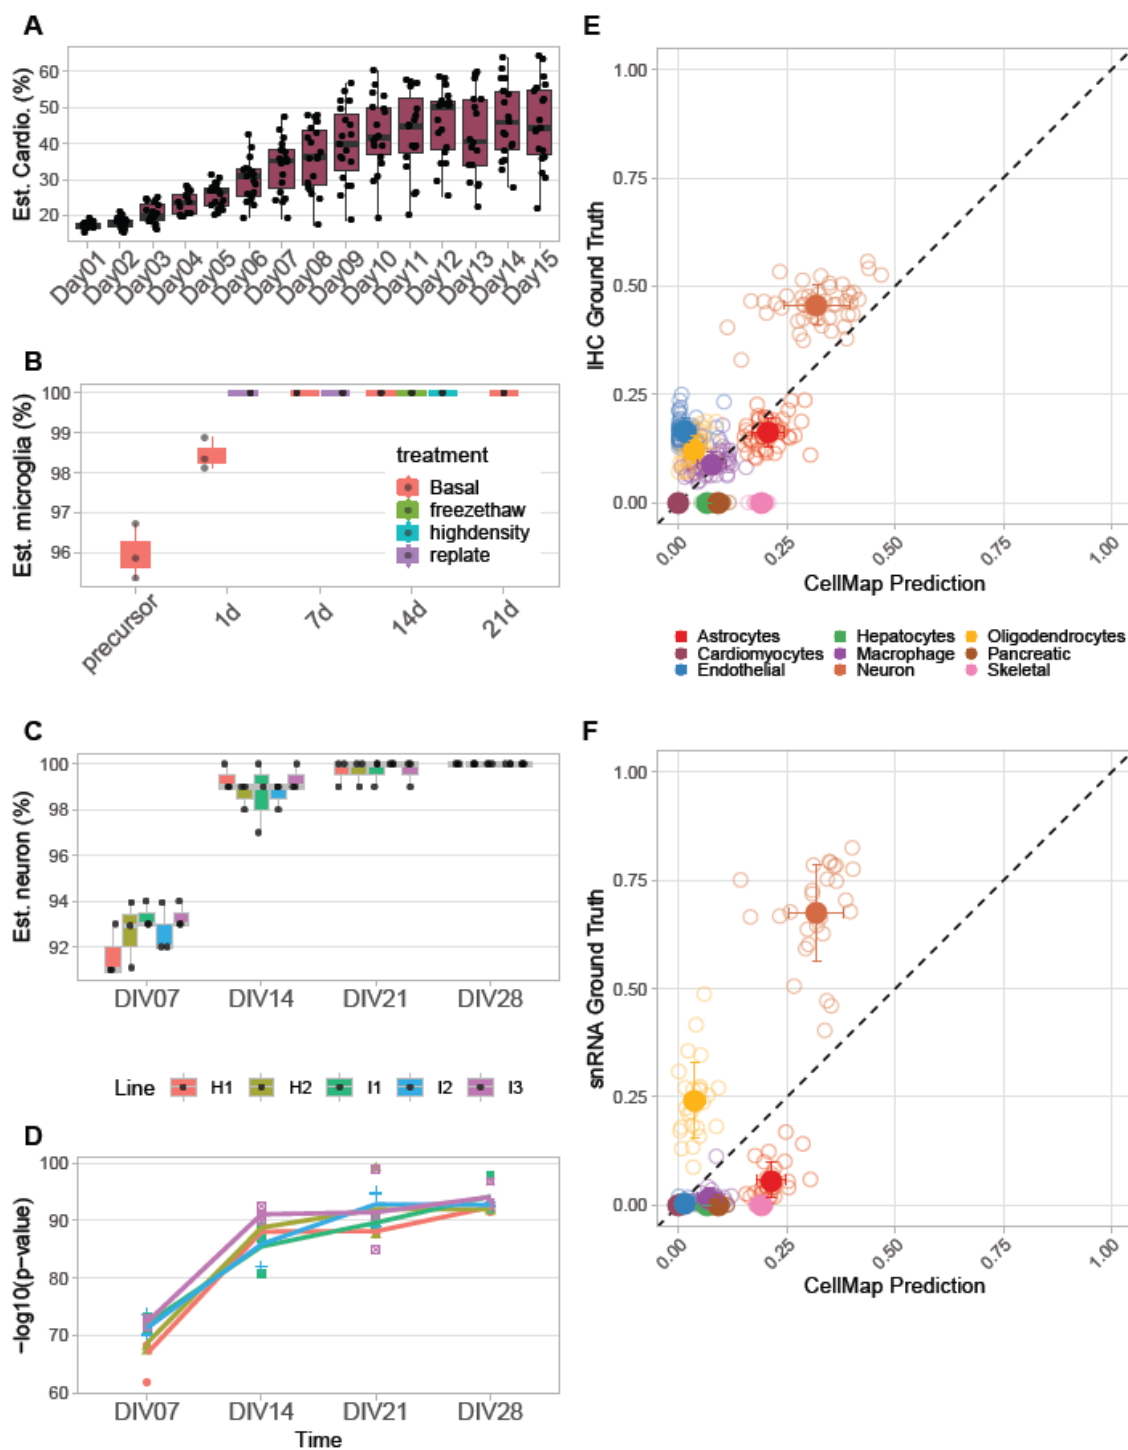 A
Est. Cardio. (%)
60
50
40
30
20
Day01
Day02
Day03
Day04
Day05
Day06
Day07
Day08
Day09
Day10
Day11
Day12
Day13
Day14
Day15
B
Est. microglia (%)
100
99
98
97
96
treatment
Basal
freezethaw
highdensity
replate
precursor
1d
7d
14d
21d
C
Est. neuron (%)
100
98
96
94
92
DIV07
DIV14
DIV21
DIV28
Line
H1
H2
I1
I2
I3
D
−log10(p−value)
100
90
80
70
60
DIV07
DIV14
DIV21
DIV28
Time
E
IHC Ground Truth
1.00
0.75
0.50
0.25
0.00
0.00
0.25
0.50
0.75
1.00
CellMap Prediction
Astrocytes
Hepatocytes
Oligodendrocytes
Cardiomyocytes
Macrophage
Pancreatic
Endothelial
Neuron
Skeletal
F
snRNA Ground Truth
1.00
0.75
0.50
0.25
0.00
0.00
0.25
0.50
0.75
1.00
CellMap Prediction